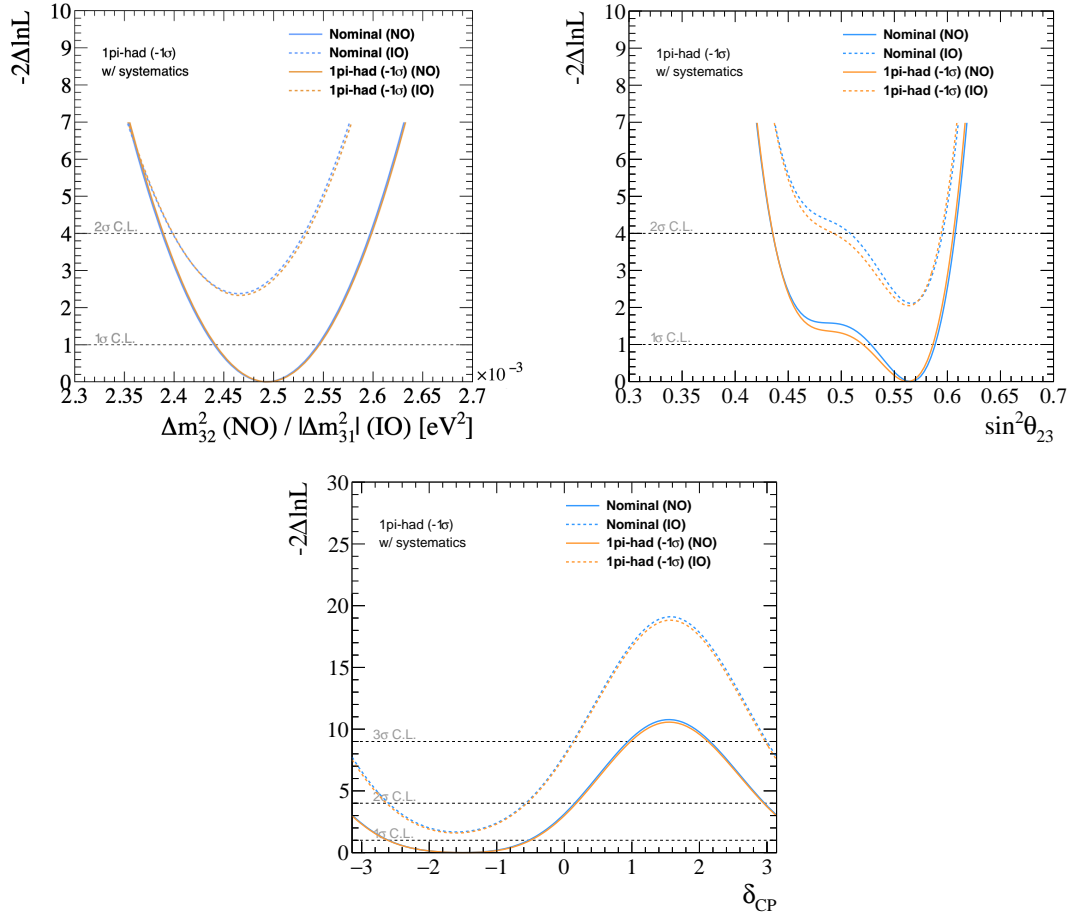 -2ΔlnL
10
9
8
7
6
5
4
3
2
1
0
1pi-had (-1σ)
w/ systematics
Nominal (NO)
Nominal (IO)
1pi-had (-1σ) (NO)
1pi-had (-1σ) (IO)
2σ C.L.
1σ C.L.
2.3 2.35 2.4 2.45 2.5 2.55 2.6 2.65 2.7
×10⁻³
Δm²₃₂ (NO) / |Δm²₃₁| (IO) [eV²]
-2ΔlnL
10
9
8
7
6
5
4
3
2
1
0
1pi-had (-1σ)
w/ systematics
Nominal (NO)
Nominal (IO)
1pi-had (-1σ) (NO)
1pi-had (-1σ) (IO)
2σ C.L.
1σ C.L.
0.3 0.35 0.4 0.45 0.5 0.55 0.6 0.65 0.7
sin²θ₂₃
-2ΔlnL
30
25
20
15
10
5
0
1pi-had (-1σ)
w/ systematics
Nominal (NO)
Nominal (IO)
1pi-had (-1σ) (NO)
1pi-had (-1σ) (IO)
3σ C.L.
2σ C.L.
1σ C.L.
−3 −2 −1 0 1 2 3
δCP